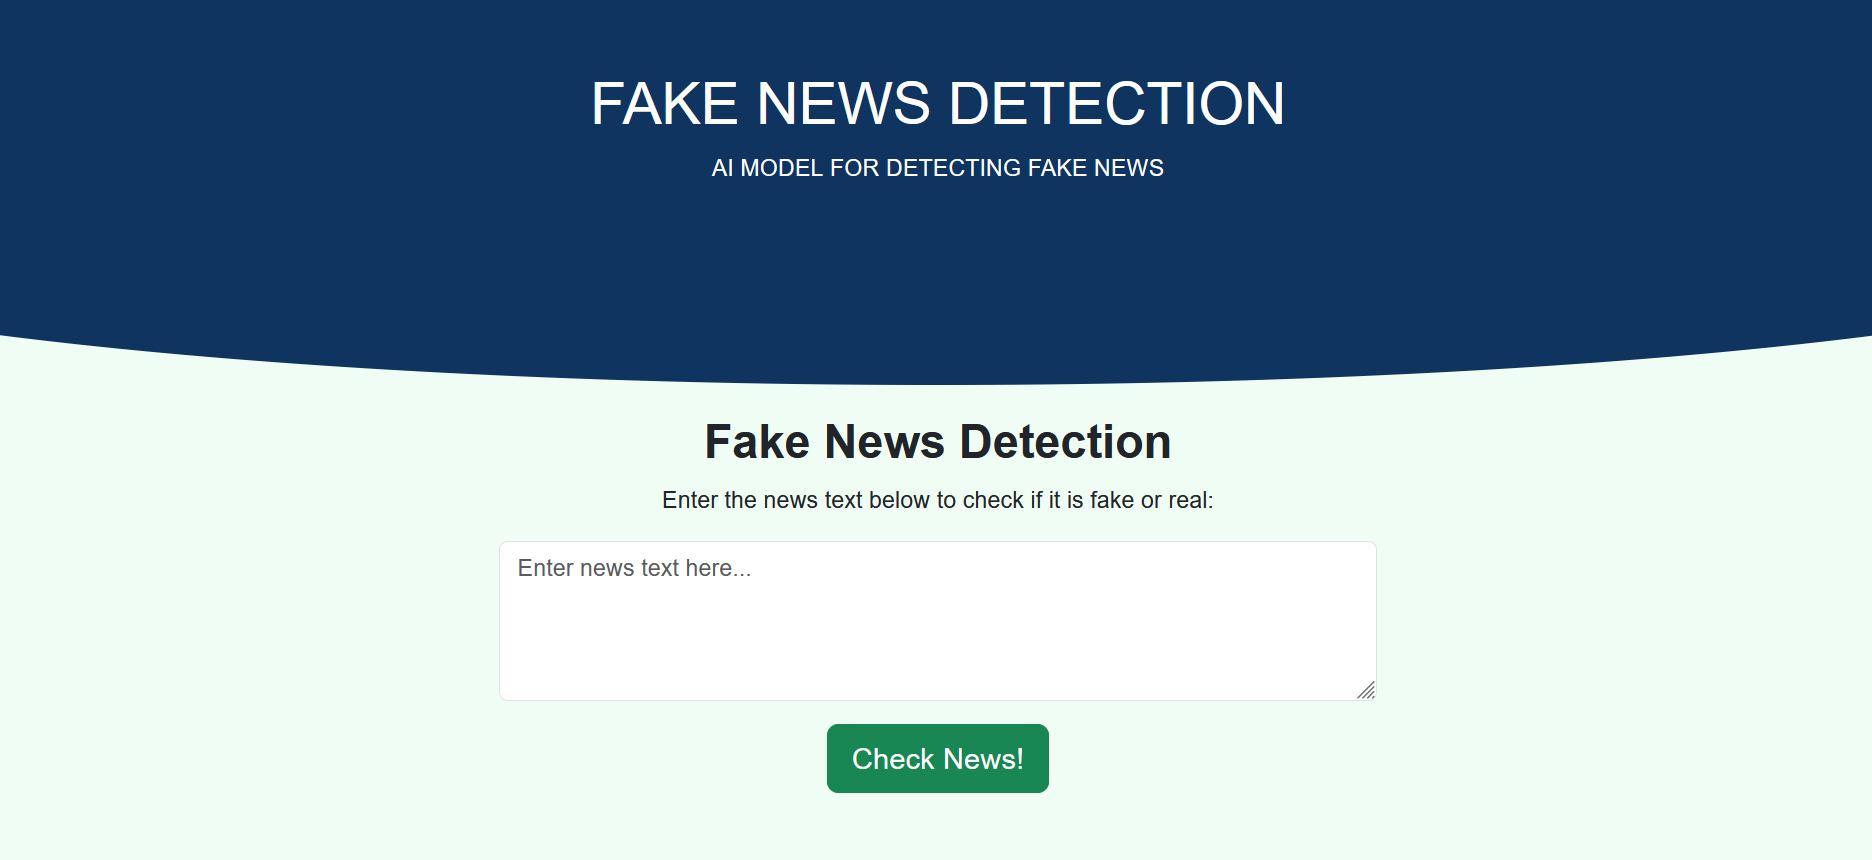 FAKE NEWS DETECTION
AI MODEL FOR DETECTING FAKE NEWS
Fake News Detection
Enter the news text below to check if it is fake or real:
Enter news text here...
Check News!